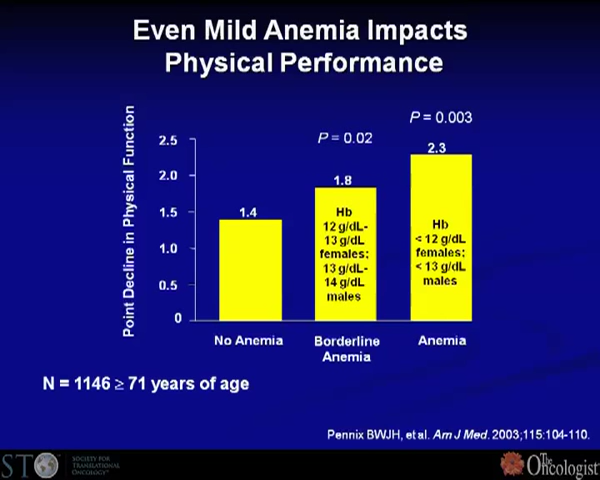 Even Mild Anemia Impacts
Physical Performance
P = 0.003
P = 0.02
Point Decline in Physical Function
2.5
2.0
1.5
1.0
0.5
0
1.4
1.8
2.3
Hb
12 g/dL-
13 g/dL
females;
13 g/dL-
14 g/dL
males
Hb
< 12 g/dL
females;
< 13 g/dL
males
No Anemia
Borderline
Anemia
Anemia
N = 1146 ≥ 71 years of age
Pennix BWJH, et al. Am J Med. 2003;115:104-110.
STO
SOCIETY FOR
TRANSLATIONAL
ONCOLOGY
The
Oncologist